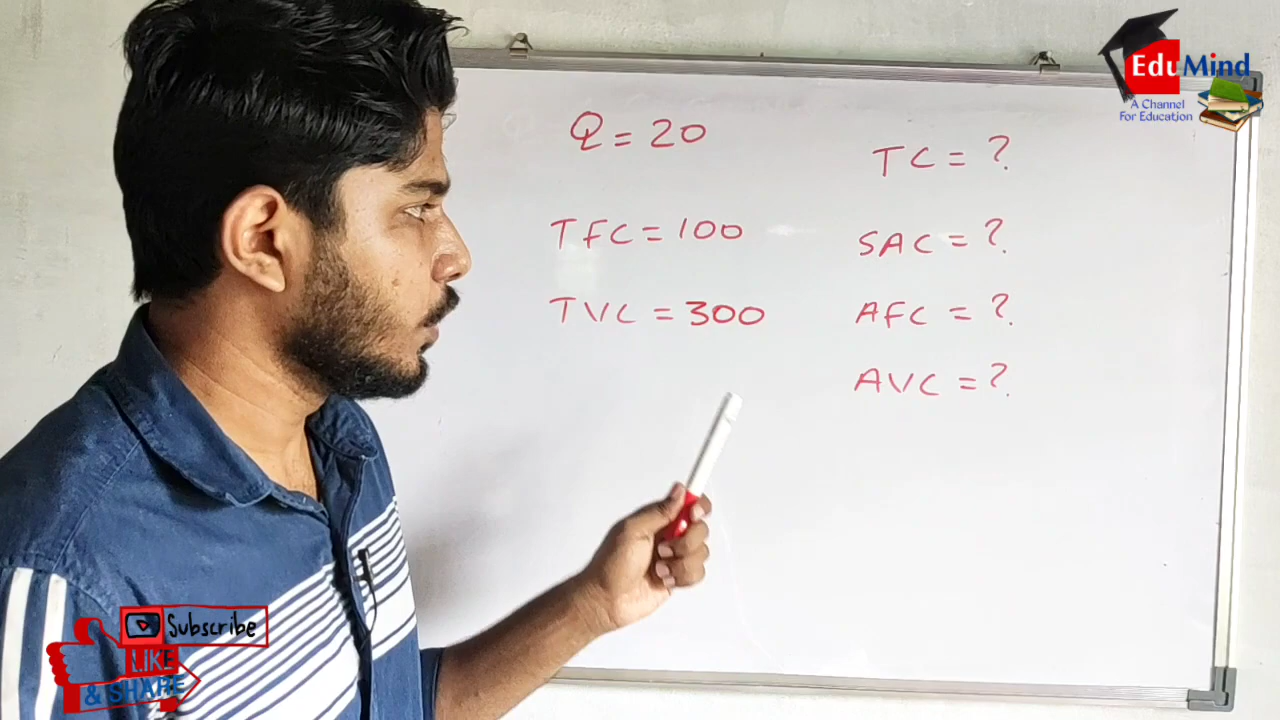 EduMind
A Channel
For Education
Q = 20
TFC = 100
TVC = 300
TC = ?
SAC = ?
AFC = ?
AVC = ?
Subscribe
LIKE
& SHARE